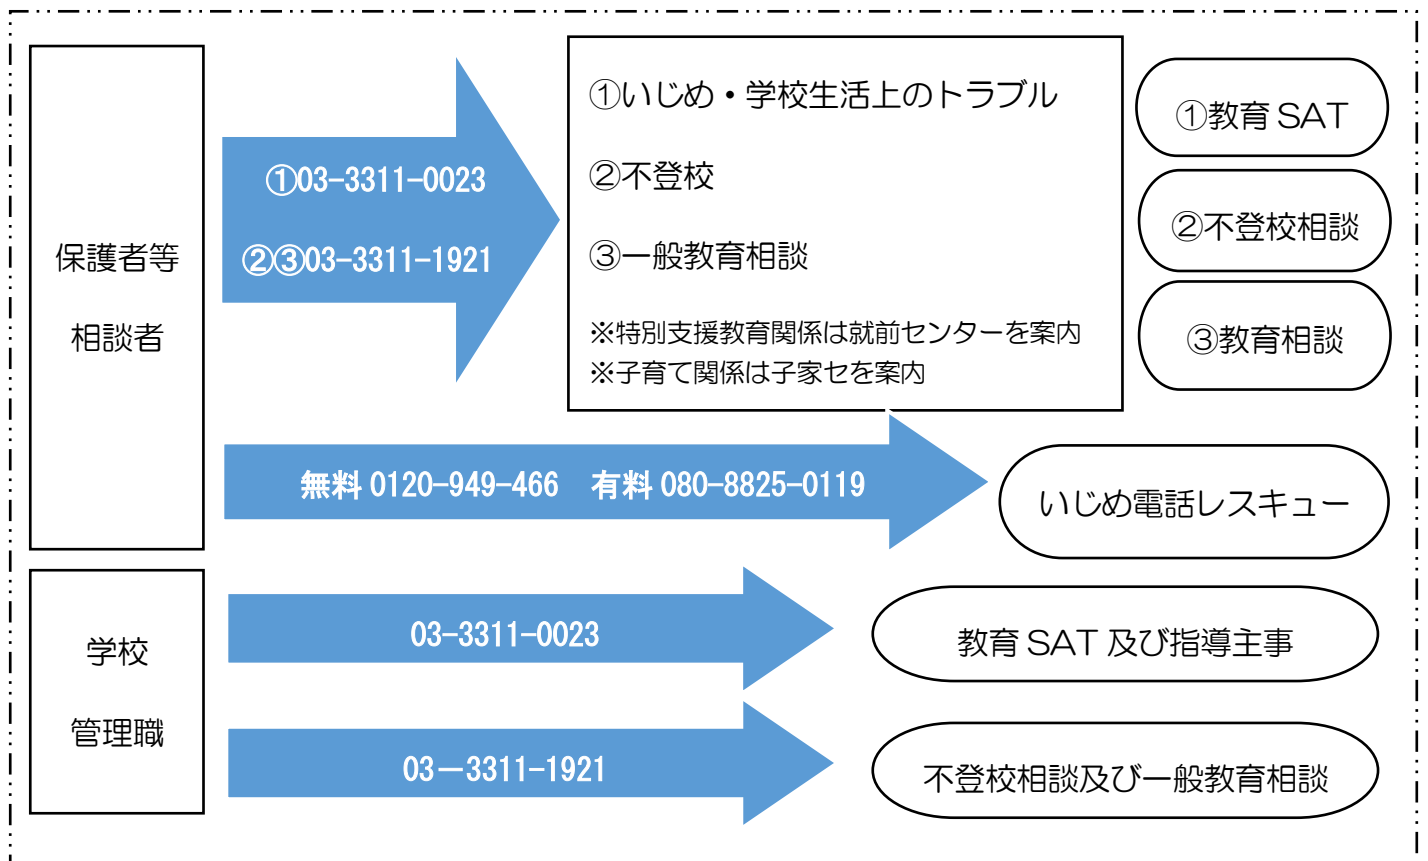 保護者等
相談者
①03-3311-0023
②③03-3311-1921
①いじめ・学校生活上のトラブル
②不登校
③一般教育相談
※特別支援教育関係は就前センターを案内
※子育て関係は子家セを案内
①教育 SAT
②不登校相談
③教育相談
無料 0120-949-466　有料 080-8825-0119
いじめ電話レスキュー
学校
管理職
03-3311-0023
教育 SAT 及び指導主事
03－3311-1921
不登校相談及び一般教育相談